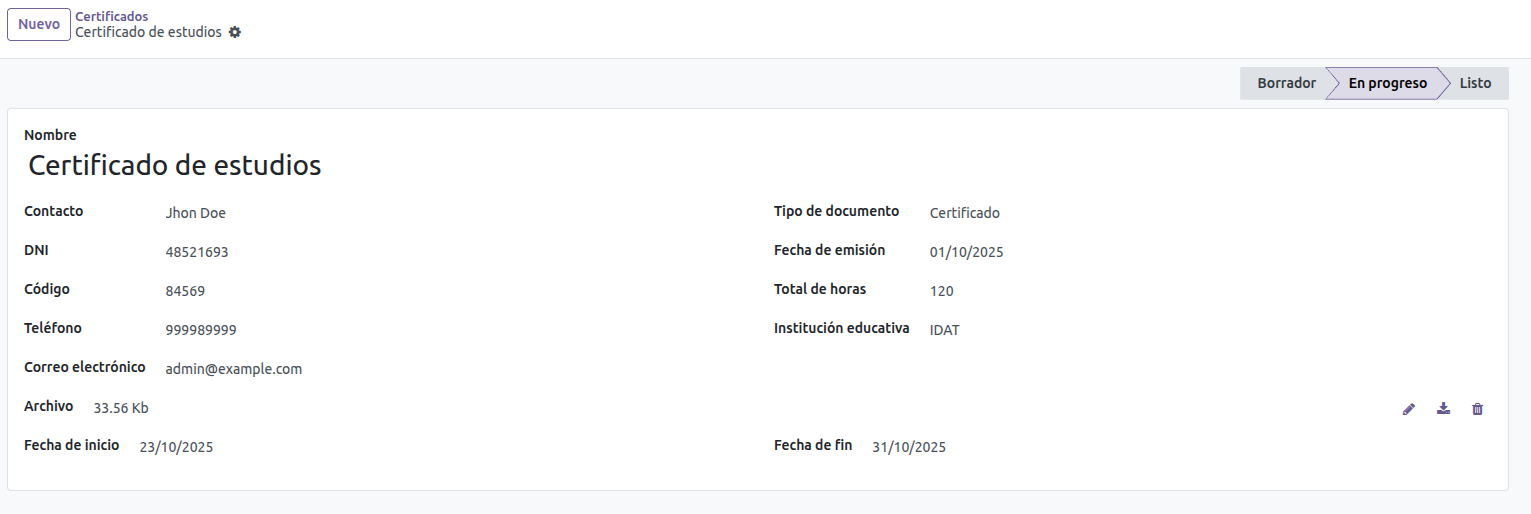 Nuevo
Certificados
Certificado de estudios
Borrador En progreso Listo
Nombre
Certificado de estudios
Contacto Jhon Doe
Tipo de documento Certificado
DNI 48521693
Fecha de emisión 01/10/2025
Código 84569
Total de horas 120
Teléfono 999989999
Institución educativa IDAT
Correo electrónico admin@example.com
Archivo 33.56 Kb
Fecha de inicio 23/10/2025
Fecha de fin 31/10/2025